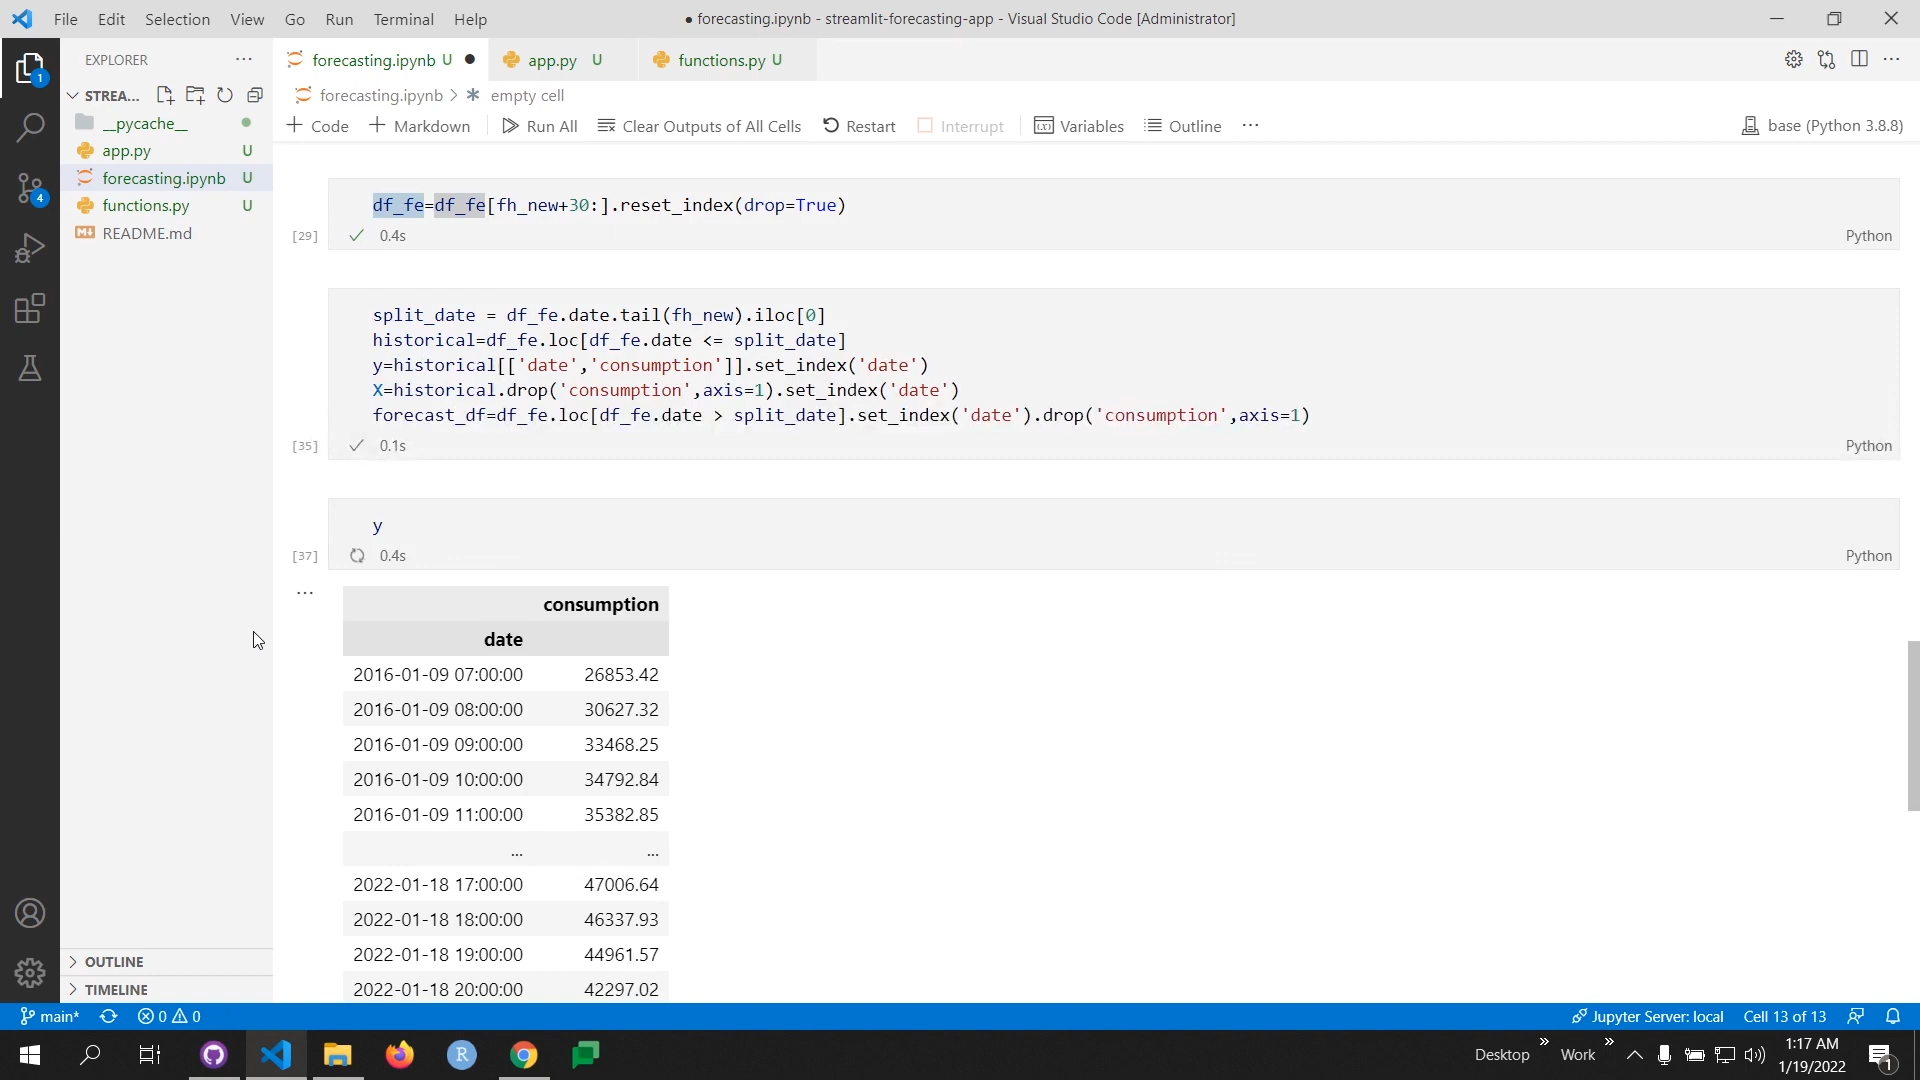 File Edit Selection View Go Run Terminal Help
● forecasting.ipynb - streamlit-forecasting-app - Visual Studio Code [Administrator]
EXPLORER
forecasting.ipynb U
app.py U
functions.py U
1
STREA...
forecasting.ipynb > empty cell
__pycache__
Code Markdown Run All Clear Outputs of All Cells Restart Interrupt Variables Outline ...
base (Python 3.8.8)
app.py U
forecasting.ipynb U
functions.py U
README.md
4
df_fe=df_fe[fh_new+30:].reset_index(drop=True)
[29] 0.4s Python
split_date = df_fe.date.tail(fh_new).iloc[0]
historical=df_fe.loc[df_fe.date <= split_date]
y=historical[['date','consumption']].set_index('date')
X=historical.drop('consumption',axis=1).set_index('date')
forecast_df=df_fe.loc[df_fe.date > split_date].set_index('date').drop('consumption',axis=1)
[35] 0.1s Python
y
[37] 0.4s Python
...
consumption
date
2016-01-09 07:00:00 26853.42
2016-01-09 08:00:00 30627.32
2016-01-09 09:00:00 33468.25
2016-01-09 10:00:00 34792.84
2016-01-09 11:00:00 35382.85
... ...
2022-01-18 17:00:00 47006.64
2022-01-18 18:00:00 46337.93
2022-01-18 19:00:00 44961.57
2022-01-18 20:00:00 42297.02
OUTLINE
TIMELINE
main* 0 0
Jupyter Server: local Cell 13 of 13
Desktop » Work »
1:17 AM
1/19/2022
1